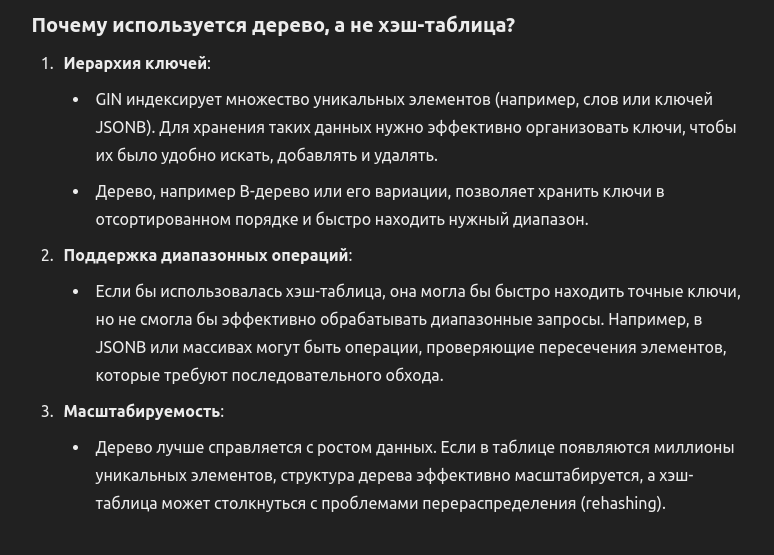 Почему используется дерево, а не хэш-таблица?
1. Иерархия ключей:
• GIN индексирует множество уникальных элементов (например, слов или ключей
JSONB). Для хранения таких данных нужно эффективно организовать ключи, чтобы
их было удобно искать, добавлять и удалять.
• Дерево, например B-дерево или его вариации, позволяет хранить ключи в
отсортированном порядке и быстро находить нужный диапазон.
2. Поддержка диапазонных операций:
• Если бы использовалась хэш-таблица, она могла бы быстро находить точные ключи,
но не смогла бы эффективно обрабатывать диапазонные запросы. Например, в
JSONB или массивах могут быть операции, проверяющие пересечения элементов,
которые требуют последовательного обхода.
3. Масштабируемость:
• Дерево лучше справляется с ростом данных. Если в таблице появляются миллионы
уникальных элементов, структура дерева эффективно масштабируется, а хэш-
таблица может столкнуться с проблемами перераспределения (rehashing).